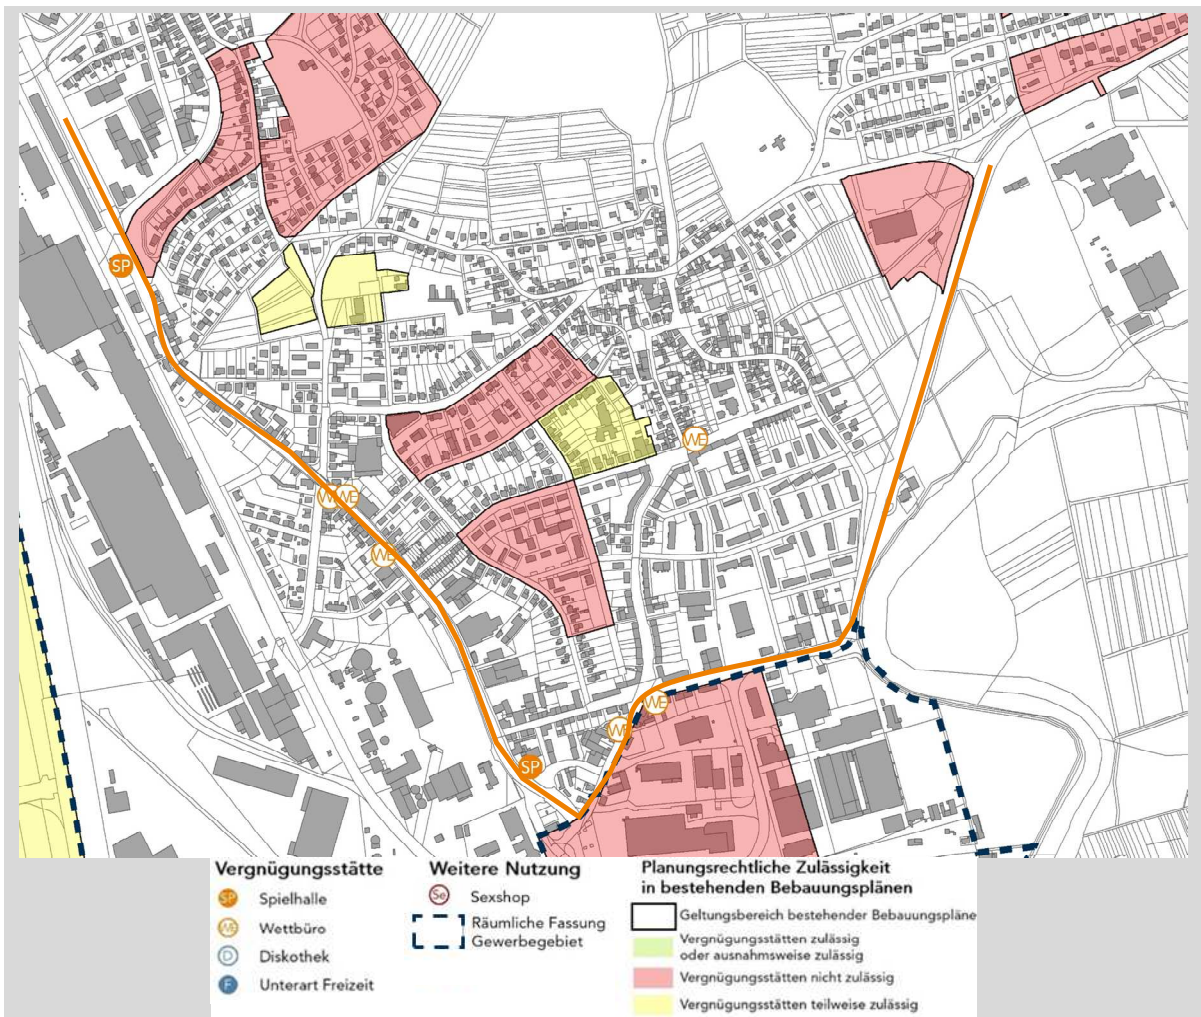 SP
WE
WE
WE
WE
WE
WE
SP
Vergnügungsstätte
SP Spielhalle
WE Wettbüro
D Diskothek
F Unterart Freizeit
Weitere Nutzung
Se Sexshop
Räumliche Fassung
Gewerbegebiet
Planungsrechtliche Zulässigkeit
in bestehenden Bebauungsplänen
Geltungsbereich bestehender Bebauungspläne
Vergnügungsstätten zulässig
oder ausnahmsweise zulässig
Vergnügungsstätten nicht zulässig
Vergnügungsstätten teilweise zulässig